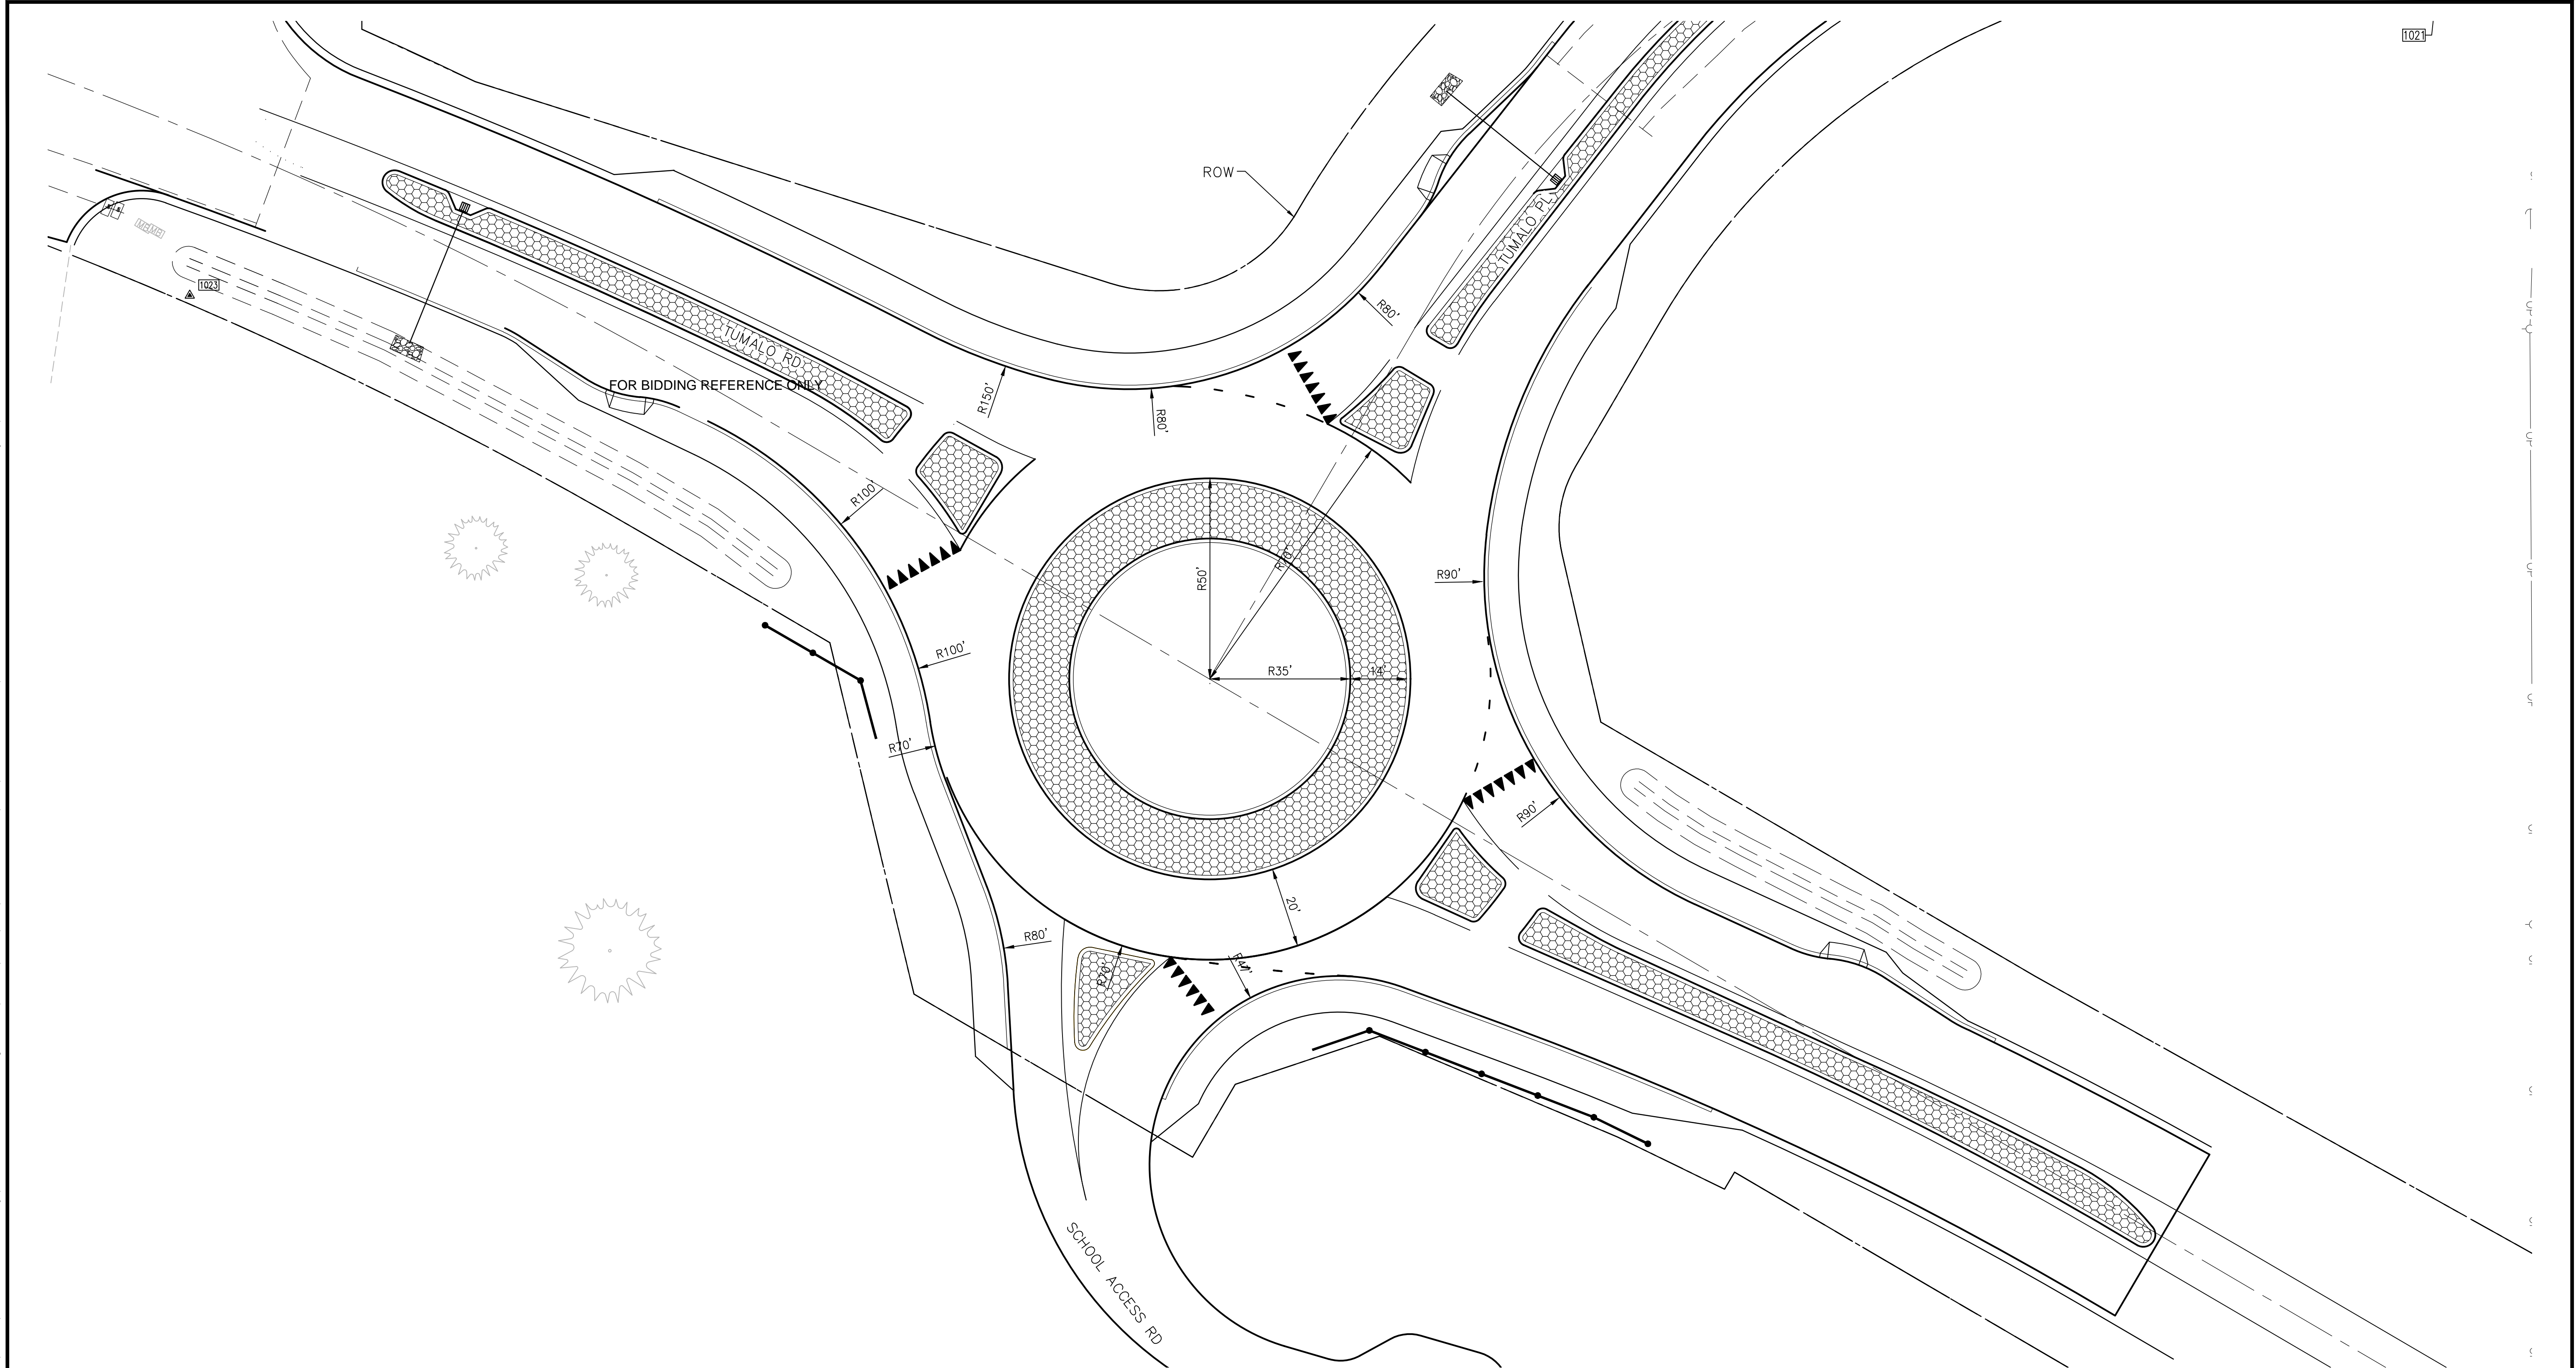 1021
ROW
TUMALO PL
1023
R80'
TUMALO RD
FOR BIDDING REFERENCE ONLY
R150'
R80'
R100'
R50'
R90'
R100'
R35'
14'
R70'
R90'
20'
R80'
R70'
SCHOOL ACCESS RD